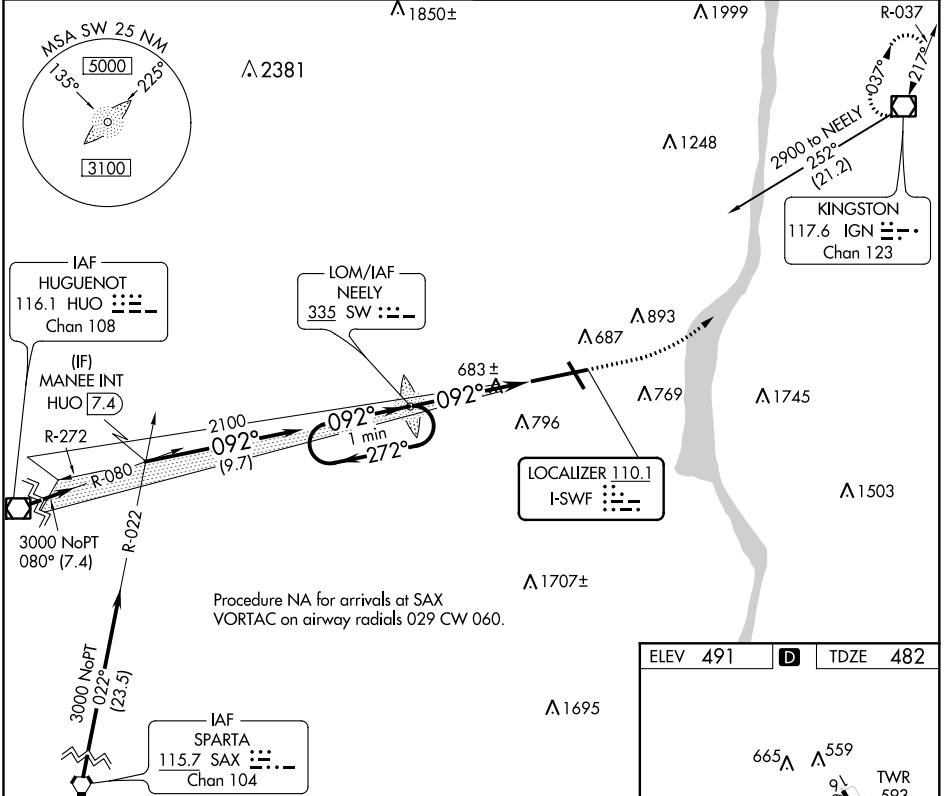 1850±
1999
R-037
MSA SW 25 NM
5000
135°
225°
3100
2381
037°
217°
1248
2900 to NEELY
252°
(21.2)
KINGSTON
117.6 IGN
Chan 123
IAF
HUGUENOT
116.1 HUO
Chan 108
LOM/IAF
NEELY
335 SW
(IF)
MANEE INT
HUO 7.4
893
687
683±
R-272
2100
092°
092°
092°
769
1745
1 min
796
272°
(9.7)
R-080
LOCALIZER 110.1
I-SWF
1503
3000 NoPT
080° (7.4)
R-022
1707±
Procedure NA for arrivals at SAX
VORTAC on airway radials 029 CW 060.
3000 NoPT
022°
(23.5)
ELEV 491
D
TDZE 482
IAF
SPARTA
115.7 SAX
Chan 104
1695
665
559
16
TWR
593